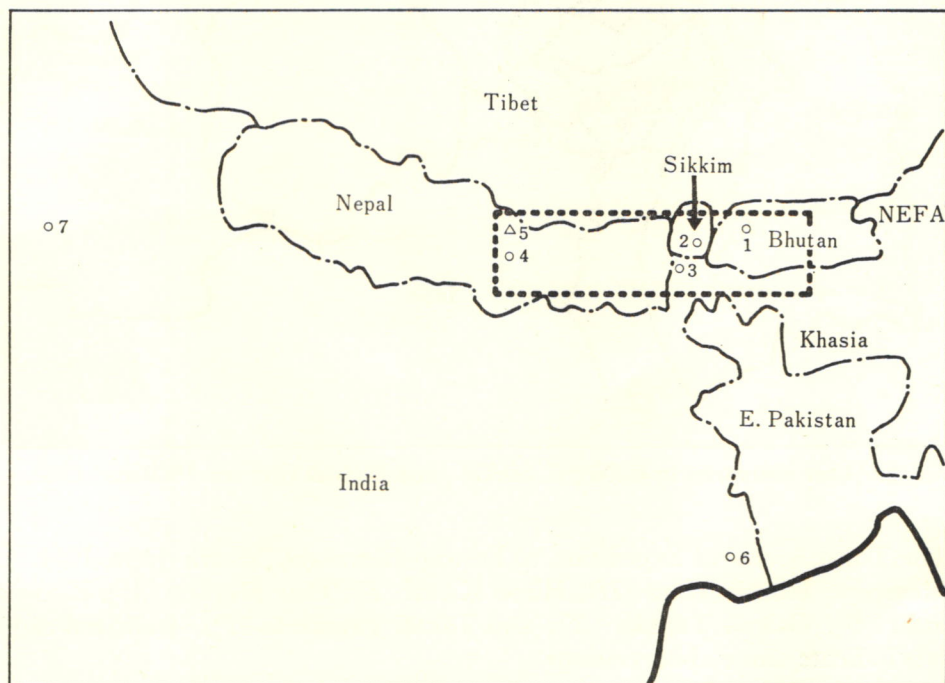 Tibet
Sikkim
Nepal
NEFA
7
5
2
1
Bhutan
4
3
Khasia
E. Pakistan
India
6